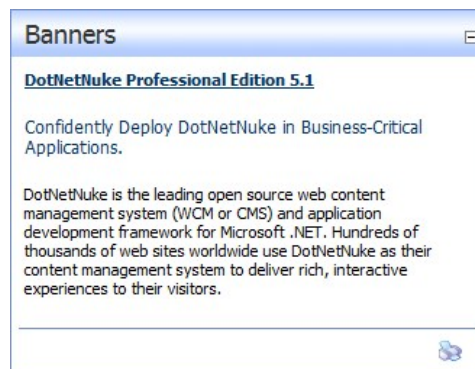 Banners
DotNetNuke Professional Edition 5.1
Confidently Deploy DotNetNuke in Business-Critical
Applications.
DotNetNuke is the leading open source web content
management system (WCM or CMS) and application
development framework for Microsoft .NET. Hundreds of
thousands of web sites worldwide use DotNetNuke as their
content management system to deliver rich, interactive
experiences to their visitors.